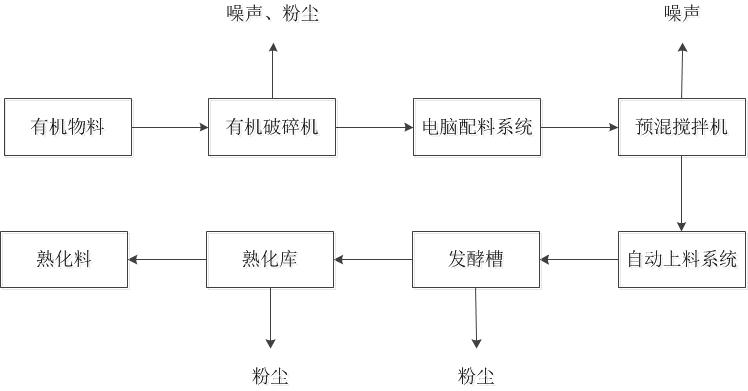 噪声、粉尘
噪声
有机物料
有机破碎机
电脑配料系统
预混搅拌机
熟化料
熟化库
发酵槽
自动上料系统
粉尘
粉尘